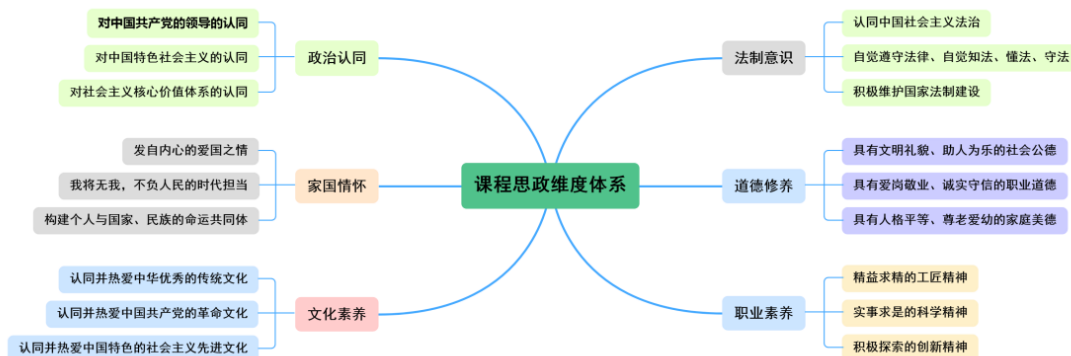 课程思政维度体系
政治认同
对中国共产党的领导的认同
对中国特色社会主义的认同
对社会主义核心价值体系的认同
家国情怀
发自内心的爱国之情
我将无我，不负人民的时代担当
构建个人与国家、民族的命运共同体
文化素养
认同并热爱中华优秀的传统文化
认同并热爱中国共产党的革命文化
认同并热爱中国特色的社会主义先进文化
法制意识
认同中国社会主义法治
自觉遵守法律、自觉知法、懂法、守法
积极维护国家法制建设
道德修养
具有文明礼貌、助人为乐的社会公德
具有爱岗敬业、诚实守信的职业道德
具有人格平等、尊老爱幼的家庭美德
职业素养
精益求精的工匠精神
实事求是的科学精神
积极探索的创新精神